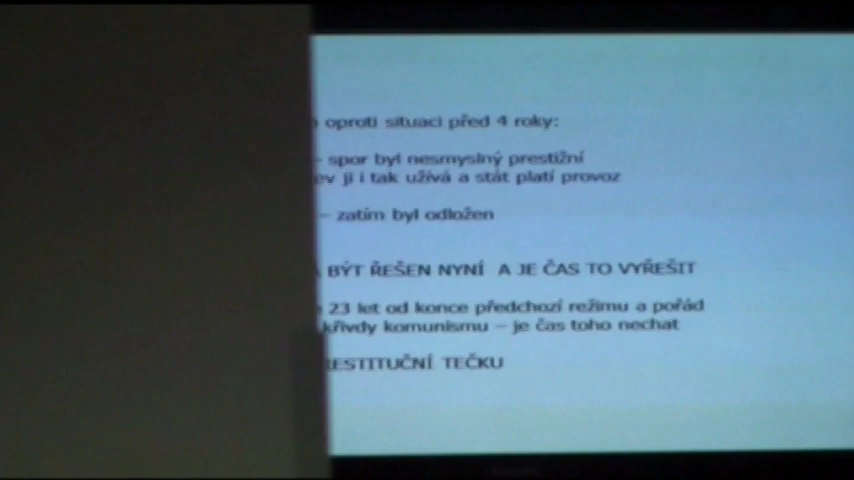 oproti situaci před 4 roky:
- spor byl nesmyslný prestižní
ji i tak užívá a stát platí provoz
– zatím byl odložen
BÝT ŘEŠEN NYNÍ A JE ČAS TO VYŘEŠIT
23 let od konce předchozí režimu a pořád
křivdy komunismu – je čas toho nechat
TEČKU